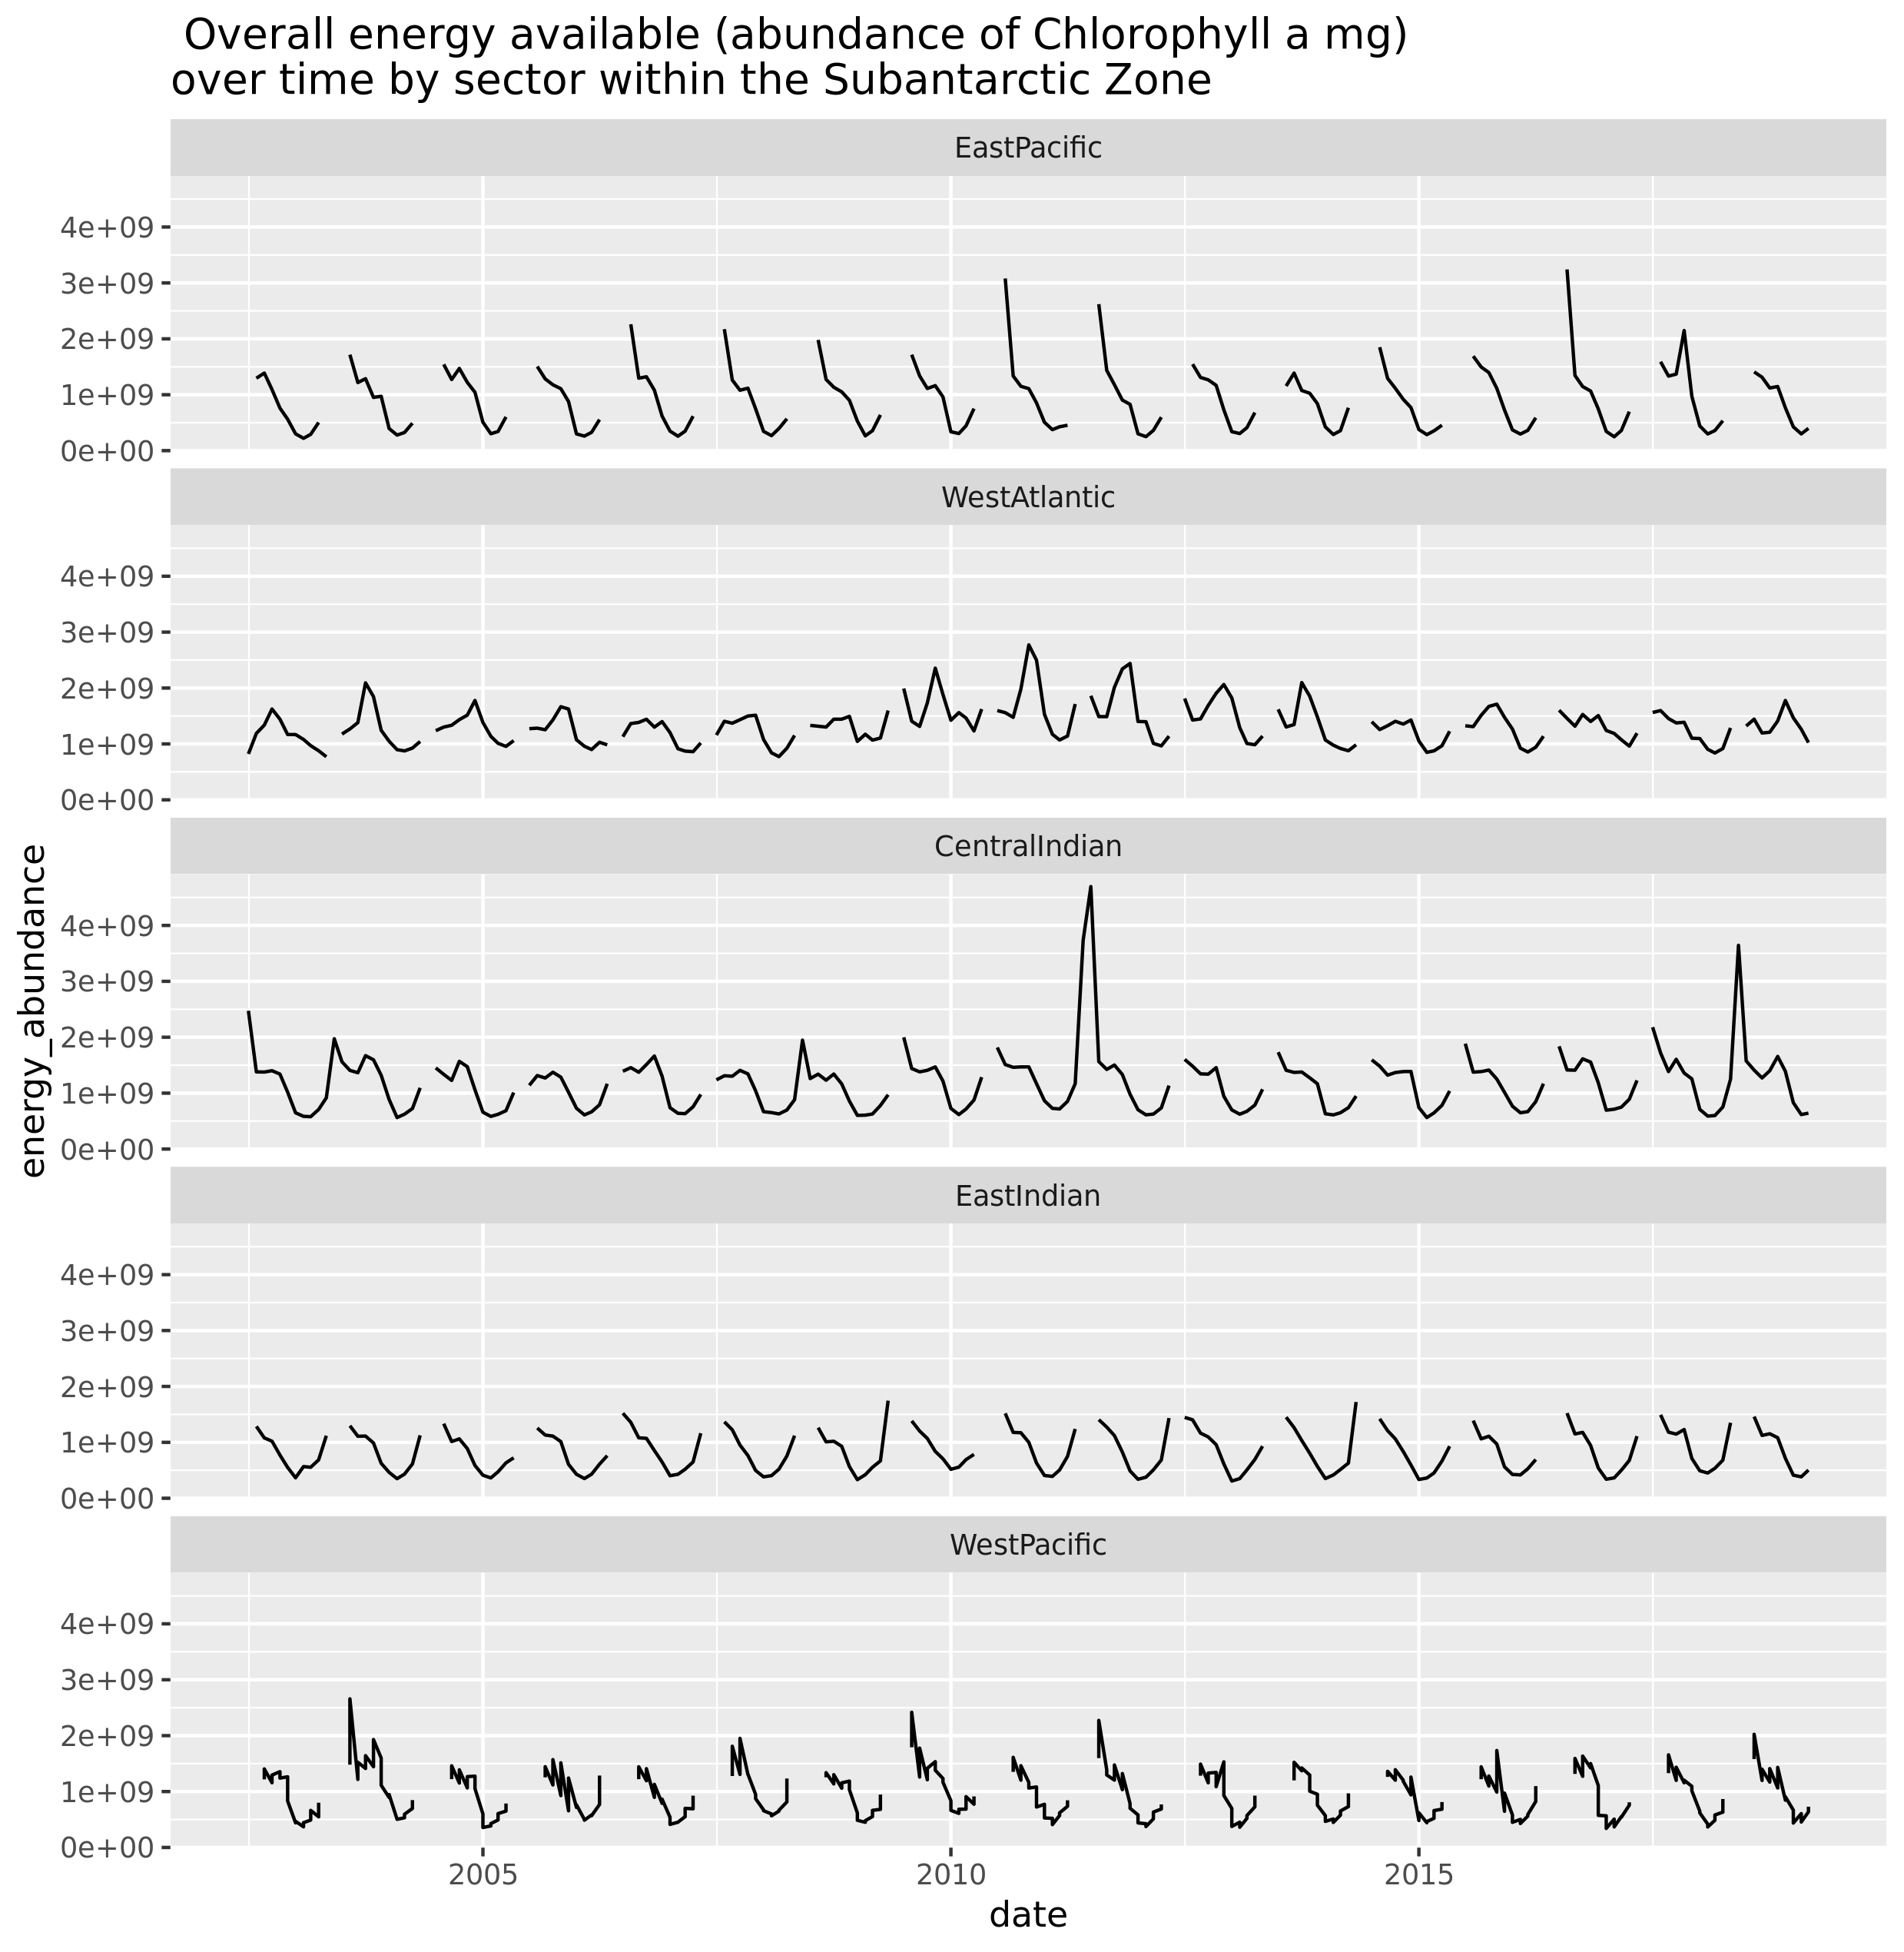 Overall energy available (abundance of Chlorophyll a mg)
over time by sector within the Subantarctic Zone
EastPacific
4e+09
3e+09
2e+09
1e+09
0e+00
WestAtlantic
4e+09
3e+09
2e+09
1e+09
0e+00
CentralIndian
4e+09
3e+09
2e+09
1e+09
0e+00
energy_abundance
EastIndian
4e+09
3e+09
2e+09
1e+09
0e+00
WestPacific
4e+09
3e+09
2e+09
1e+09
0e+00
2005 2010 2015
date